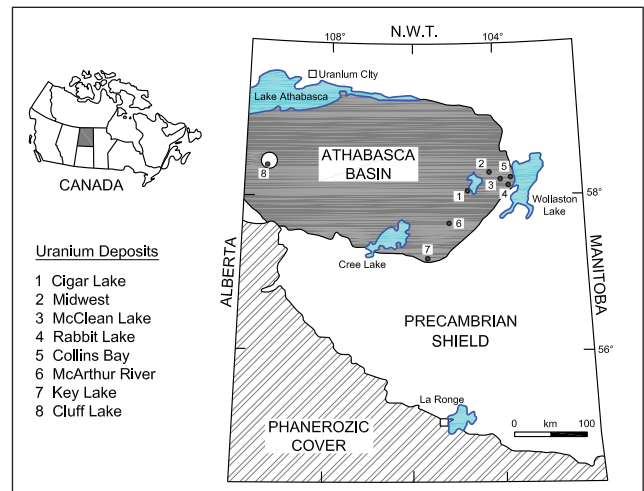 N.W.T.
108°
104°
Uranium City
Lake Athabasca
ATHABASCA
BASIN
8
2
5
1
3
4
58°
Wollaston
Lake
6
7
Cree Lake
CANADA
Uranium Deposits
1 Cigar Lake
2 Midwest
3 McClean Lake
4 Rabbit Lake
5 Collins Bay
6 McArthur River
7 Key Lake
8 Cluff Lake
ALBERTA
MANITOBA
PRECAMBRIAN
SHIELD
56°
La Ronge
PHANEROZIC
COVER
0 km 100